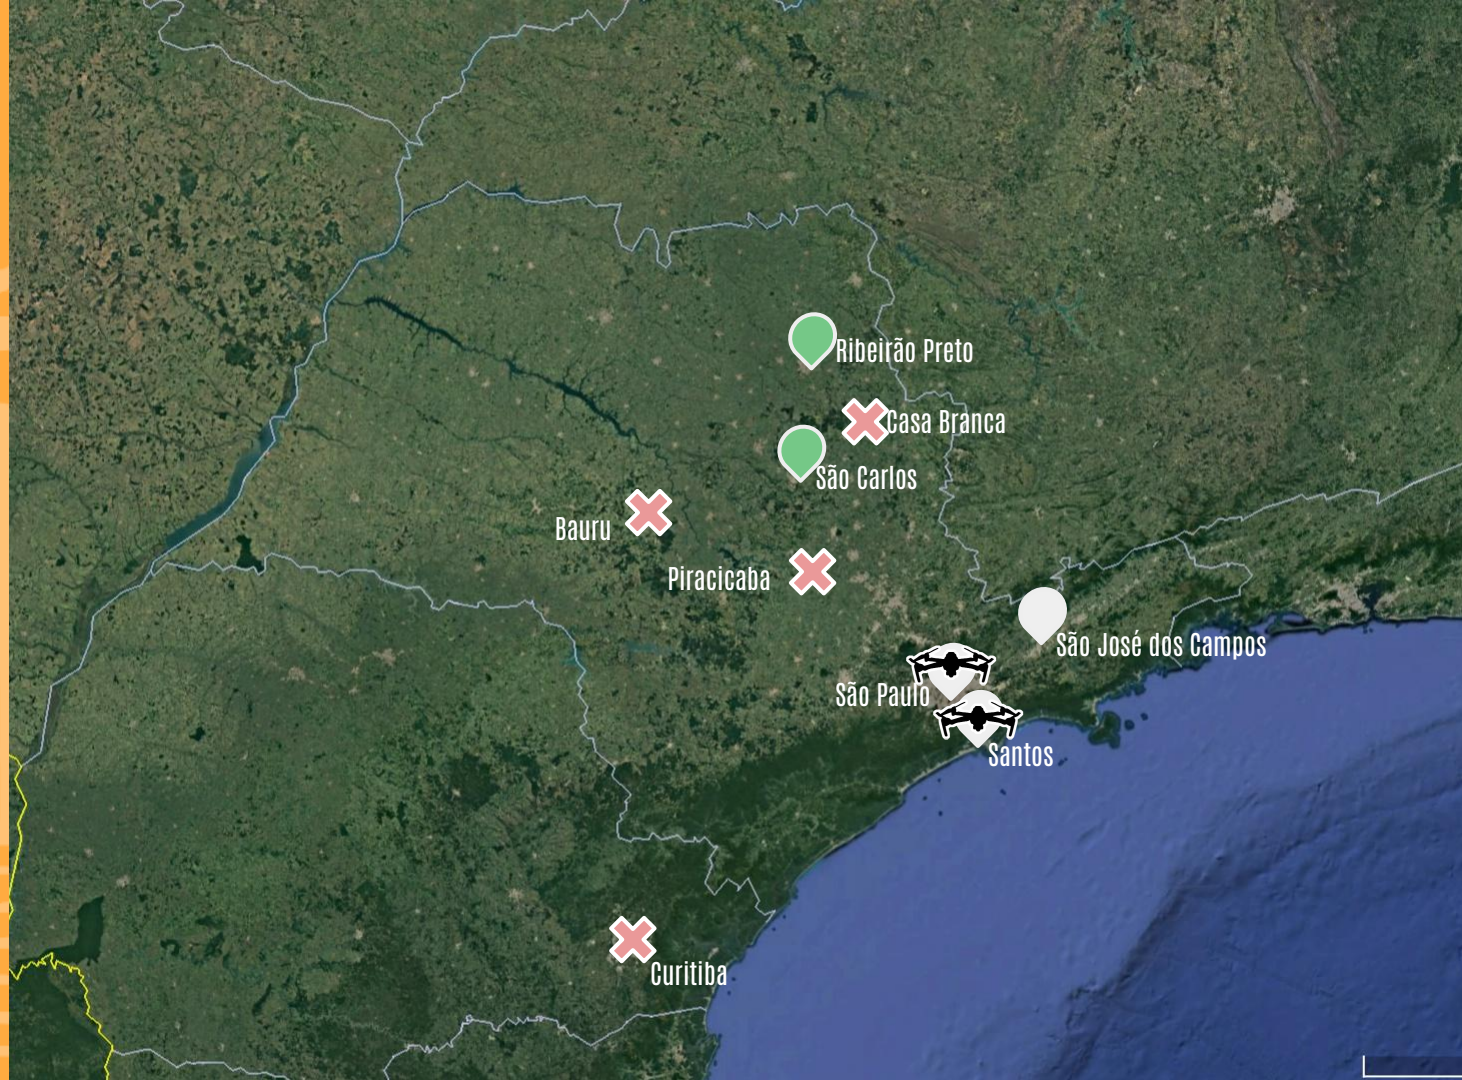 Ribeirão Preto
Casa Branca
São Carlos
Bauru
Piracicaba
São José dos Campos
São Paulo
Santos
Curitiba